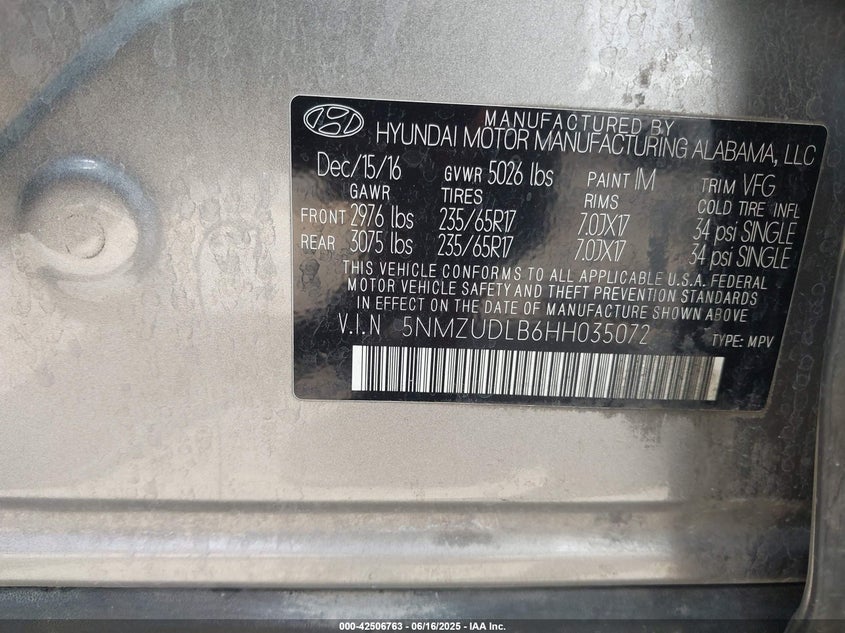 MANUFACTURED BY
HYUNDAI MOTOR MANUFACTURING ALABAMA, LLC
Dec/15/16 GVWR 5026 lbs PAINT IM TRIM VFG
GAWR TIRES RIMS COLD TIRE INFL
FRONT 2976 lbs 235/65R17 7.0JX17 34 psi SINGLE
REAR 3075 lbs 235/65R17 7.0JX17 34 psi SINGLE
THIS VEHICLE CONFORMS TO ALL APPLICABLE U.S.A. FEDERAL
MOTOR VEHICLE SAFETY AND THEFT PREVENTION STANDARDS
IN EFFECT ON THE DATE OF MANUFACTURE SHOWN ABOVE
V.I.N 5NMZUDLB6HH035072 TYPE: MPV
000-42506763 - 06/16/2025 - IAA Inc.